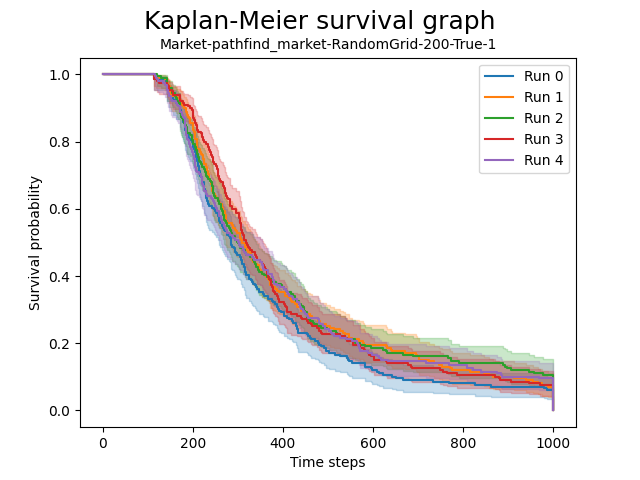 Kaplan-Meier survival graph
Market-pathfind_market-RandomGrid-200-True-1
Survival probability
1.0
0.8
0.6
0.4
0.2
0.0
Run 0
Run 1
Run 2
Run 3
Run 4
0
200
400
600
800
1000
Time steps